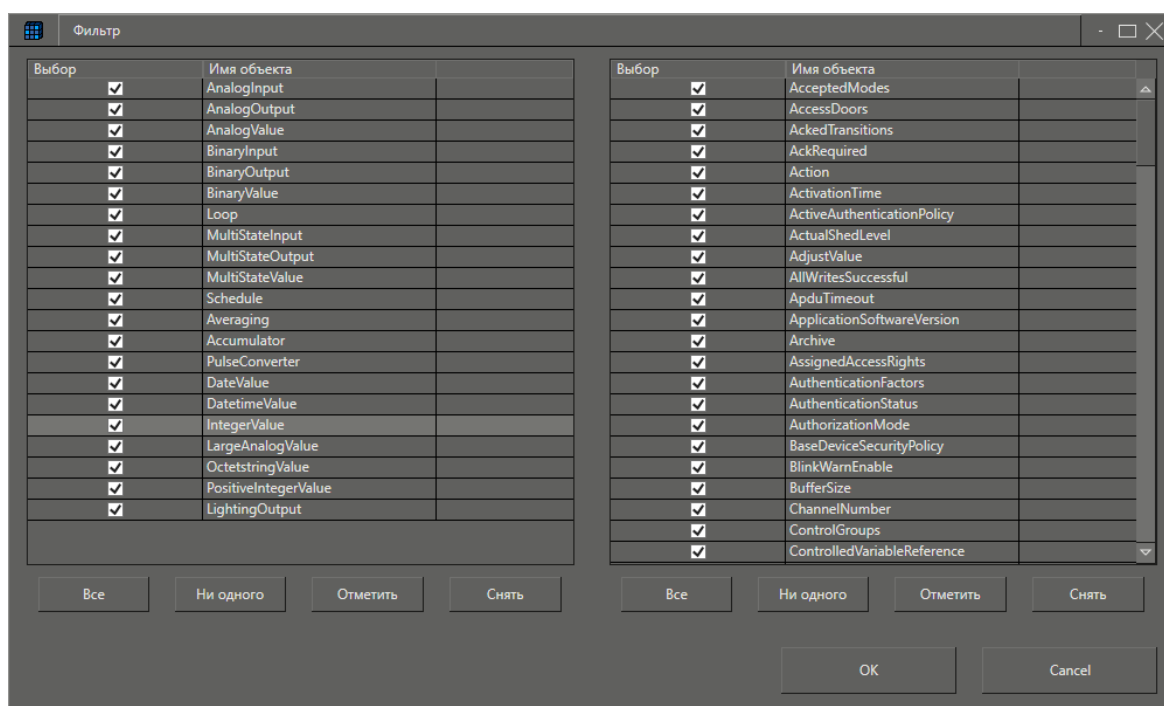 Фильтр
Выбор Имя объекта
AnalogInput
AnalogOutput
AnalogValue
BinaryInput
BinaryOutput
BinaryValue
Loop
MultiStateInput
MultiStateOutput
MultiStateValue
Schedule
Averaging
Accumulator
PulseConverter
DateValue
DatetimeValue
IntegerValue
LargeAnalogValue
OctetstringValue
PositiveIntegerValue
LightingOutput
Все Ни одного Отметить Снять
Выбор Имя объекта
AcceptedModes
AccessDoors
AckedTransitions
AckRequired
Action
ActivationTime
ActiveAuthenticationPolicy
ActualShedLevel
AdjustValue
AllWritesSuccessful
ApduTimeout
ApplicationSoftwareVersion
Archive
AssignedAccessRights
AuthenticationFactors
AuthenticationStatus
AuthorizationMode
BaseDeviceSecurityPolicy
BlinkWarnEnable
BufferSize
ChannelNumber
ControlGroups
ControlledVariableReference
Все Ни одного Отметить Снять
OK Cancel